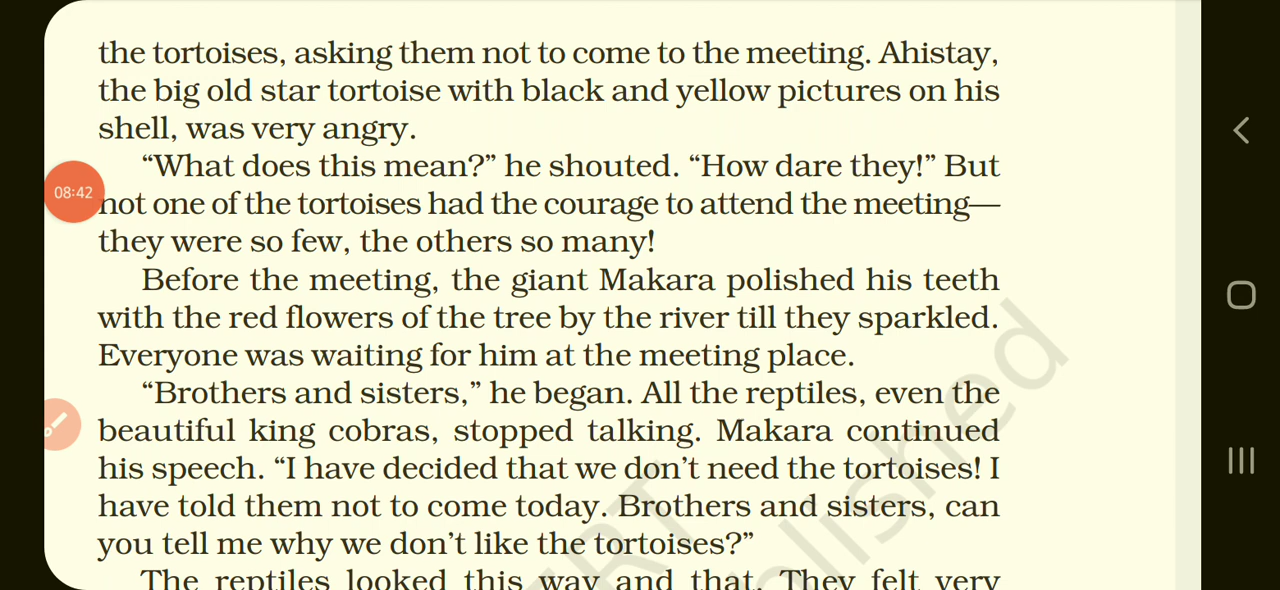 the tortoises, asking them not to come to the meeting. Ahistay,
the big old star tortoise with black and yellow pictures on his
shell, was very angry.
“What does this mean?” he shouted. “How dare they!” But
not one of the tortoises had the courage to attend the meeting—
they were so few, the others so many!
Before the meeting, the giant Makara polished his teeth
with the red flowers of the tree by the river till they sparkled.
Everyone was waiting for him at the meeting place.
“Brothers and sisters,” he began. All the reptiles, even the
beautiful king cobras, stopped talking. Makara continued
his speech. “I have decided that we don’t need the tortoises! I
have told them not to come today. Brothers and sisters, can
you tell me why we don’t like the tortoises?”
The reptiles looked this way and that. They felt very
08:42